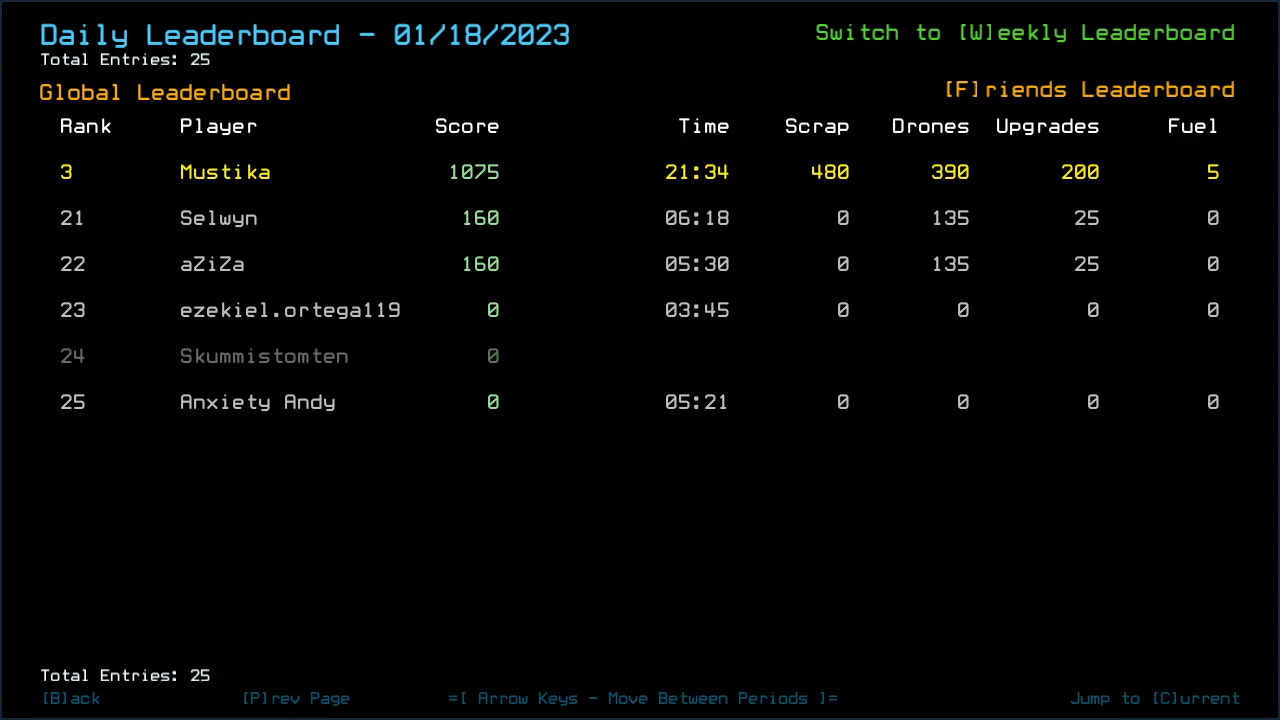 Daily Leaderboard - 01/18/2023
Switch to [W]eekly Leaderboard
Total Entries: 25
Global Leaderboard
[F]riends Leaderboard
Rank Player Score Time Scrap Drones Upgrades Fuel
3 Mustika 1075 21:34 480 390 200 5
21 Selwyn 160 06:18 0 135 25 0
22 aZiZa 160 05:30 0 135 25 0
23 ezekiel.ortega119 0 03:45 0 0 0 0
24 Skummistomten 0
25 Anxiety Andy 0 05:21 0 0 0 0
Total Entries: 25
[B]ack [P]rev Page =[ Arrow Keys - Move Between Periods ]= Jump to [C]urrent